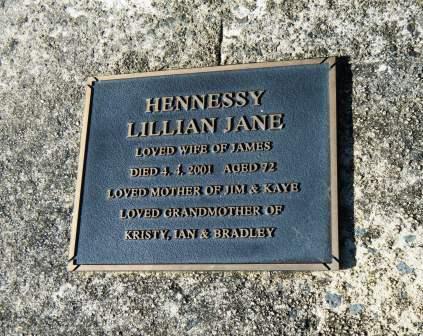 HENNESSY
LILLIAN JANE
LOVED WIFE OF JAMES
DIED 4. 1. 2001 AGED 72
LOVED MOTHER OF JIM & KAYE
LOVED GRANDMOTHER OF
KRISTY, IAN & BRADLEY